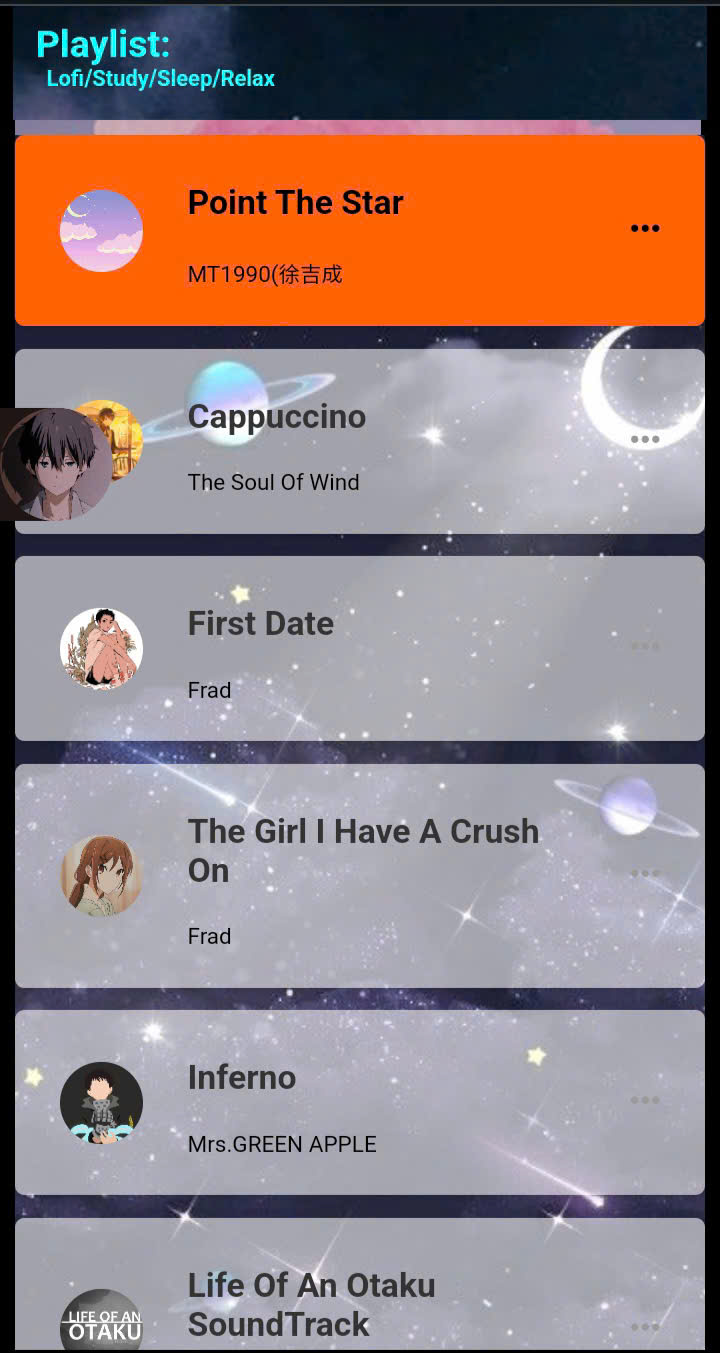 Playlist:
Lofi/Study/Sleep/Relax
Point The Star
MT1990(徐吉成
Cappuccino
The Soul Of Wind
First Date
Frad
The Girl I Have A Crush
On
Frad
Inferno
Mrs.GREEN APPLE
Life Of An Otaku
SoundTrack
LIFE OF AN
OTAKU